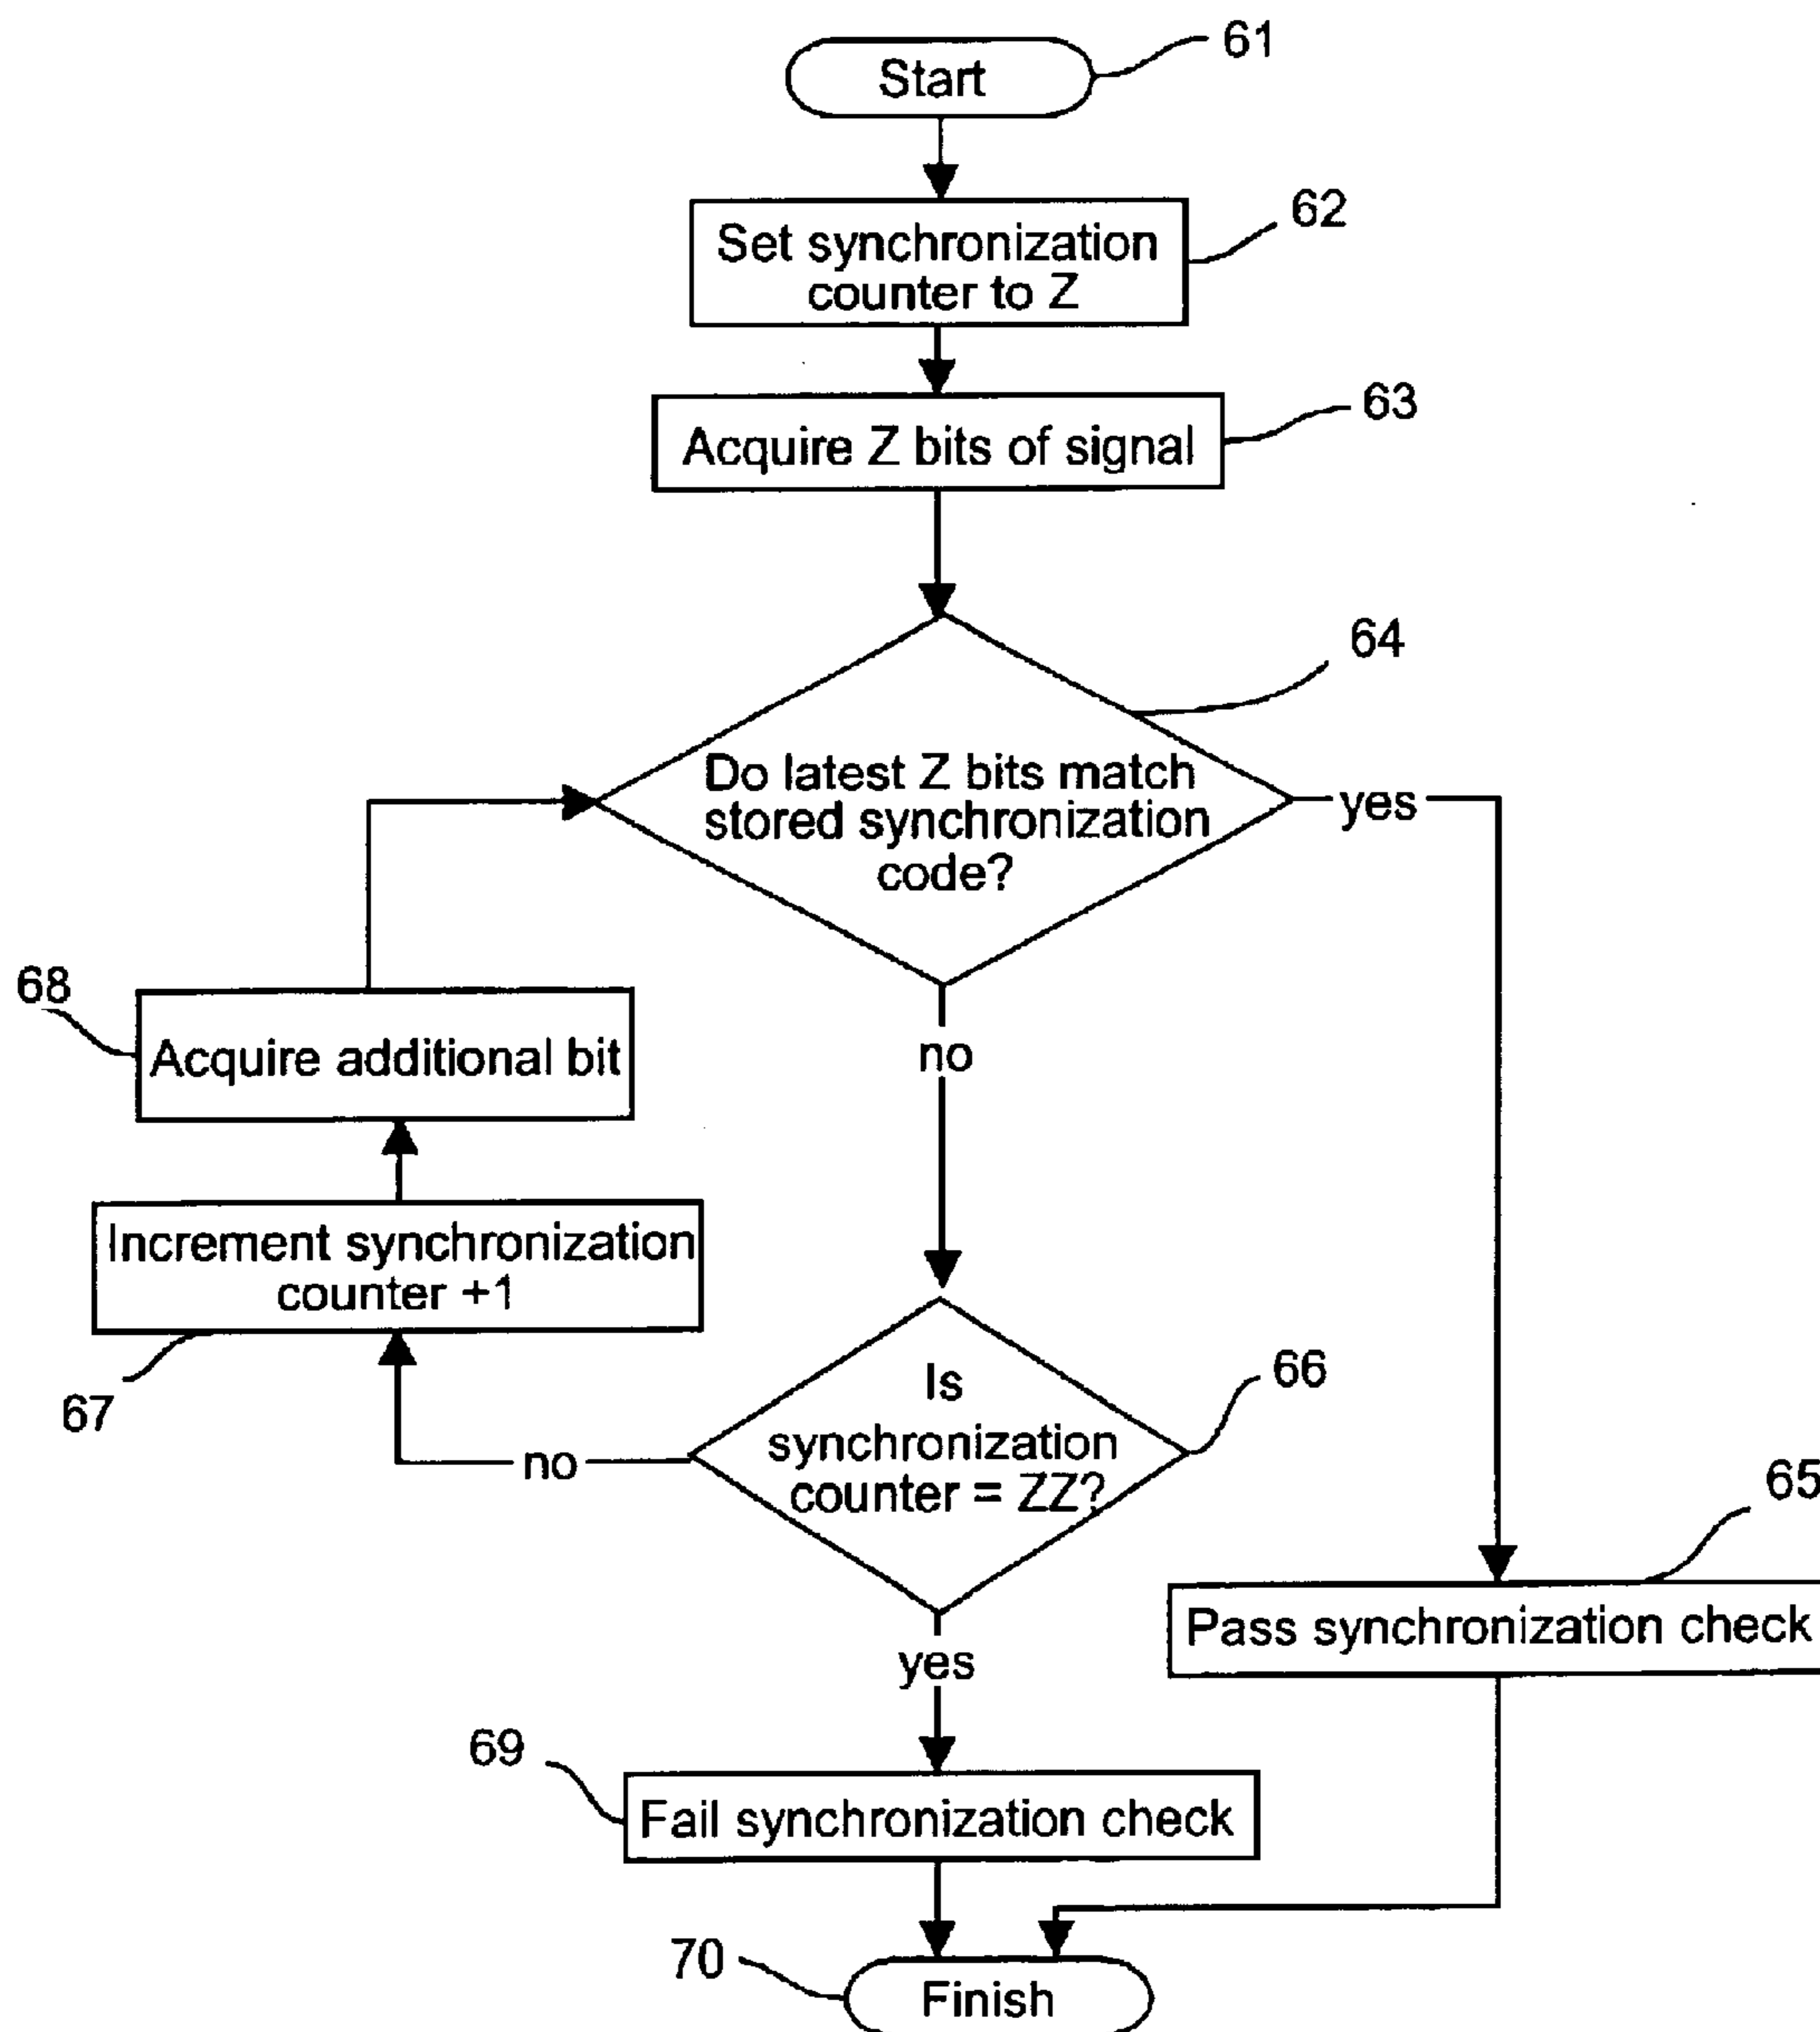 61
Start
62
Set synchronization
counter to Z
63
Acquire Z bits of signal
64
Do latest Z bits match
stored synchronization
code?
yes
68
Acquire additional bit
no
Increment synchronization
counter +1
67
66
Is
synchronization
counter = ZZ?
no
65
Pass synchronization check
yes
69
Fail synchronization check
70
Finish